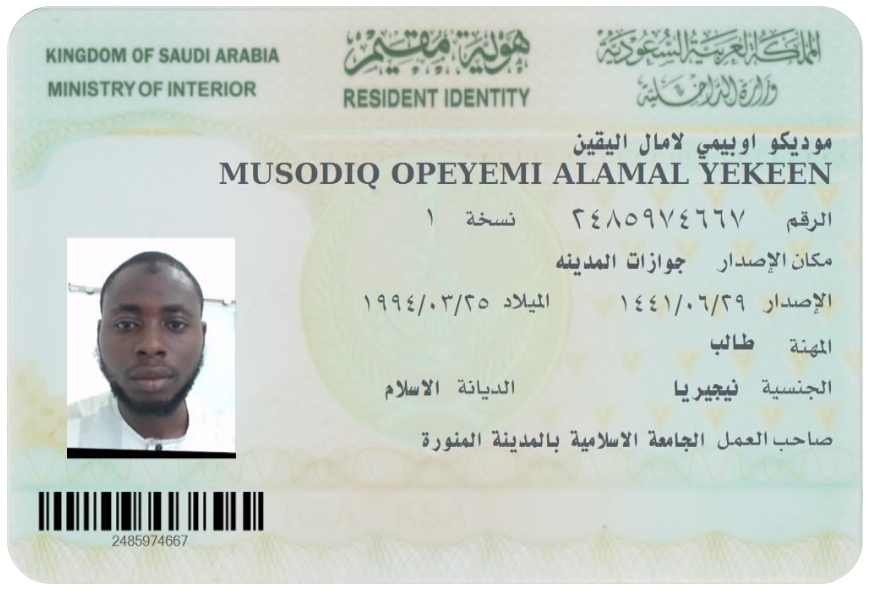 KINGDOM OF SAUDI ARABIA
MINISTRY OF INTERIOR
هوية مقيم
RESIDENT IDENTITY
المملكة العربية السعودية
وزارة الداخلية
موديكو اوبيمي لامال اليقين
MUSODIQ OPEYEMI ALAMAL YEKEEN
الرقم ٢٤٨٥٩٧٤٦٦٧ نسخة ١
مكان الإصدار جوازات المدينه
الإصدار ١٤٤١/٠٦/٢٩ الميلاد ١٩٩٤/٠٣/٢٥
المهنة طالب
الجنسية نيجيريا الديانة الاسلام
صاحب العمل الجامعة الاسلامية بالمدينة المنورة
KSA KSA
2485974667